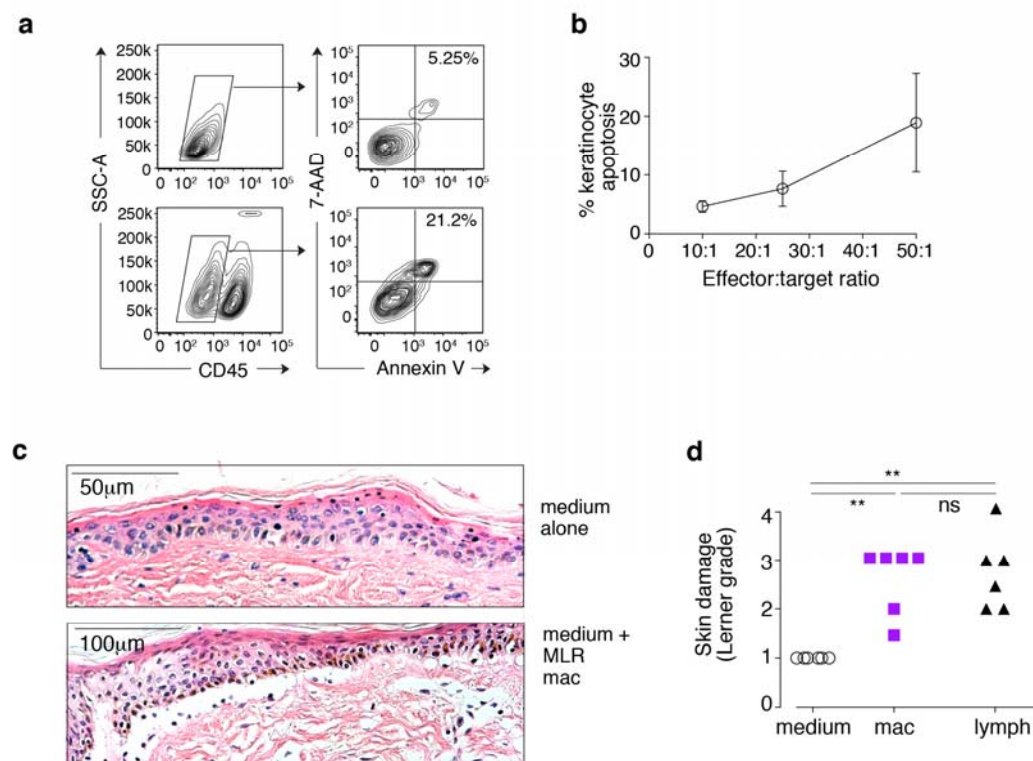 a
250k
200k
150k
100k
50k
0
0 10² 10³ 10⁴ 10⁵
10⁵
10⁴
10³
10²
0
5.25%
0 10² 10³ 10⁴ 10⁵
250k
200k
150k
100k
50k
0
0 10² 10³ 10⁴ 10⁵
10⁵
10⁴
10³
10²
0
21.2%
0 10² 10³ 10⁴ 10⁵
SSC-A
7-AAD
CD45
Annexin V
b
30
20
10
0
% keratinocyte
apoptosis
0 10:1 20:1 30:1 40:1 50:1
Effector:target ratio
c
50μm
medium
alone
100μm
medium +
MLR
mac
d
**
** ns
4
3
2
1
0
Skin damage
(Lerner grade)
medium mac lymph